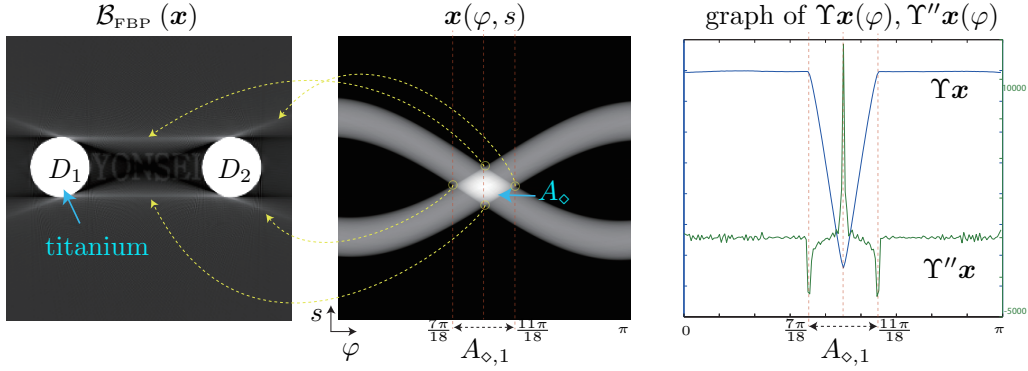 𝓑FBP (𝒙)
𝒙(φ, s)
graph of Υ𝒙(φ), Υ′′𝒙(φ)
YONSEI
D1
D2
titanium
A⋄
s
φ
7π/18
11π/18
π
A⋄,1
Υ𝒙
Υ′′𝒙
10000
-5000
0
7π/18
11π/18
π
A⋄,1